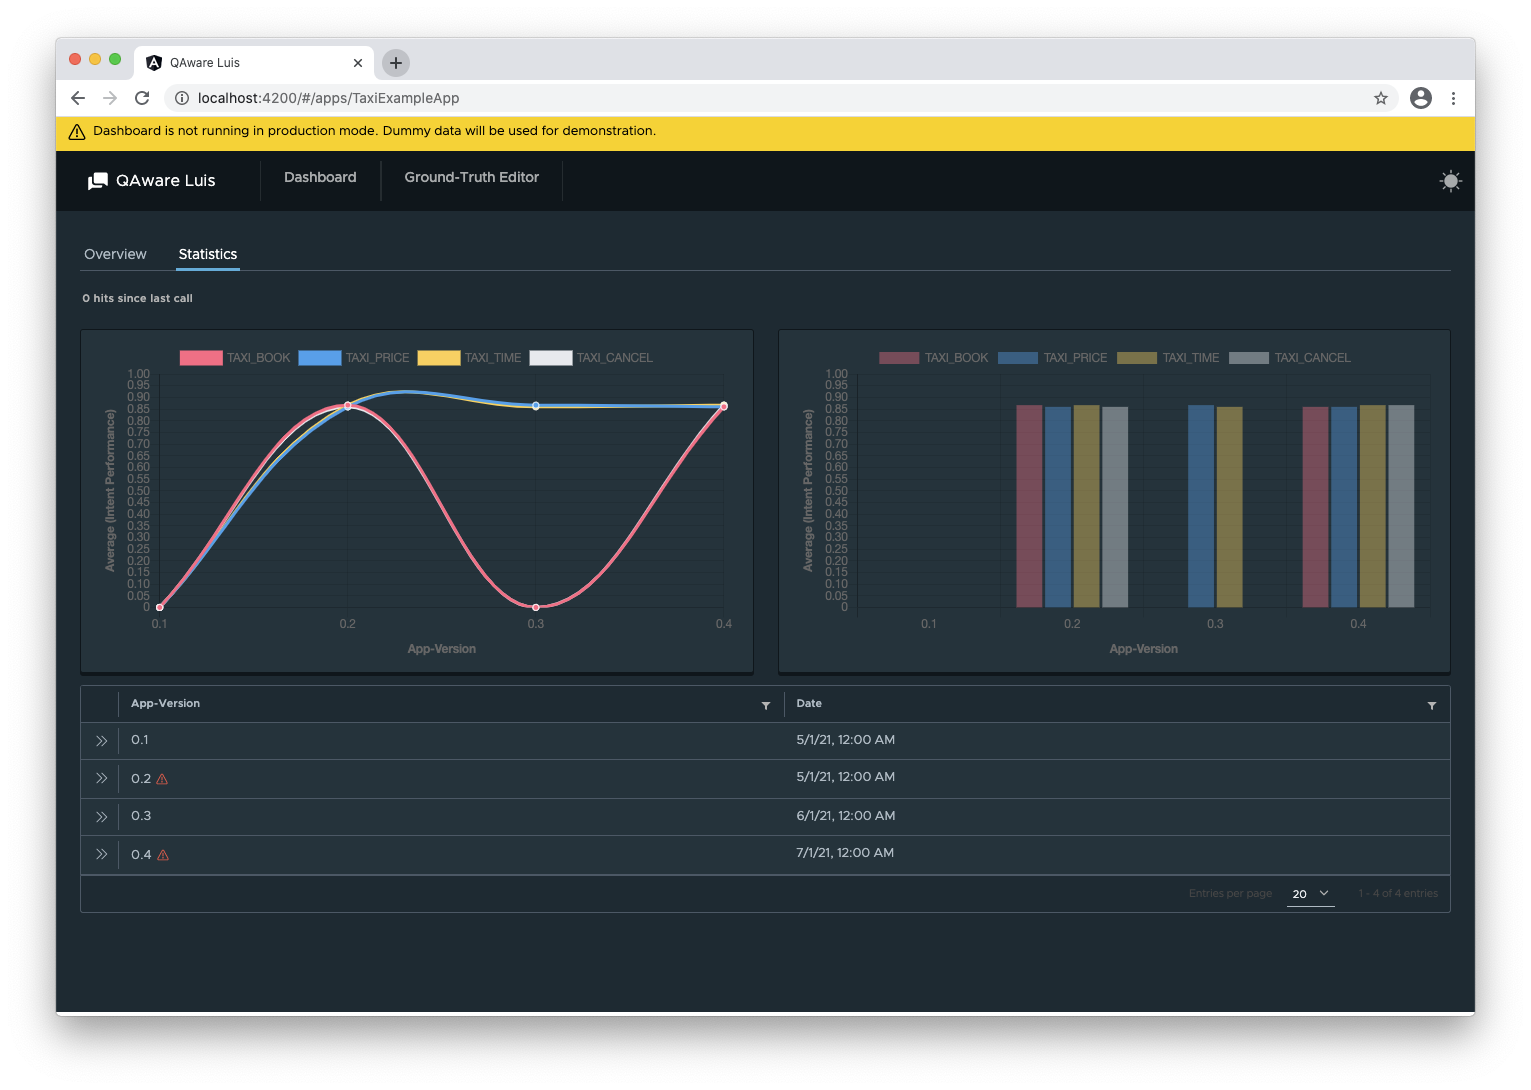 QAware Luis
localhost:4200/#/apps/TaxiExampleApp
Dashboard is not running in production mode. Dummy data will be used for demonstration.
QAware Luis
Dashboard
Ground-Truth Editor
Overview
Statistics
0 hits since last call
TAXI_BOOK TAXI_PRICE TAXI_TIME TAXI_CANCEL
1.00
0.95
0.90
0.85
0.80
0.75
0.70
0.65
0.60
0.55
0.50
0.45
0.40
0.35
0.30
0.25
0.20
0.15
0.10
0.05
0
Average (Intent Performance)
0.1 0.2 0.3 0.4
App-Version
TAXI_BOOK TAXI_PRICE TAXI_TIME TAXI_CANCEL
1.00
0.95
0.90
0.85
0.80
0.75
0.70
0.65
0.60
0.55
0.50
0.45
0.40
0.35
0.30
0.25
0.20
0.15
0.10
0.05
0
Average (Intent Performance)
0.1 0.2 0.3 0.4
App-Version
App-Version Date
0.1 5/1/21, 12:00 AM
0.2 5/1/21, 12:00 AM
0.3 6/1/21, 12:00 AM
0.4 7/1/21, 12:00 AM
Entries per page 20 1 - 4 of 4 entries